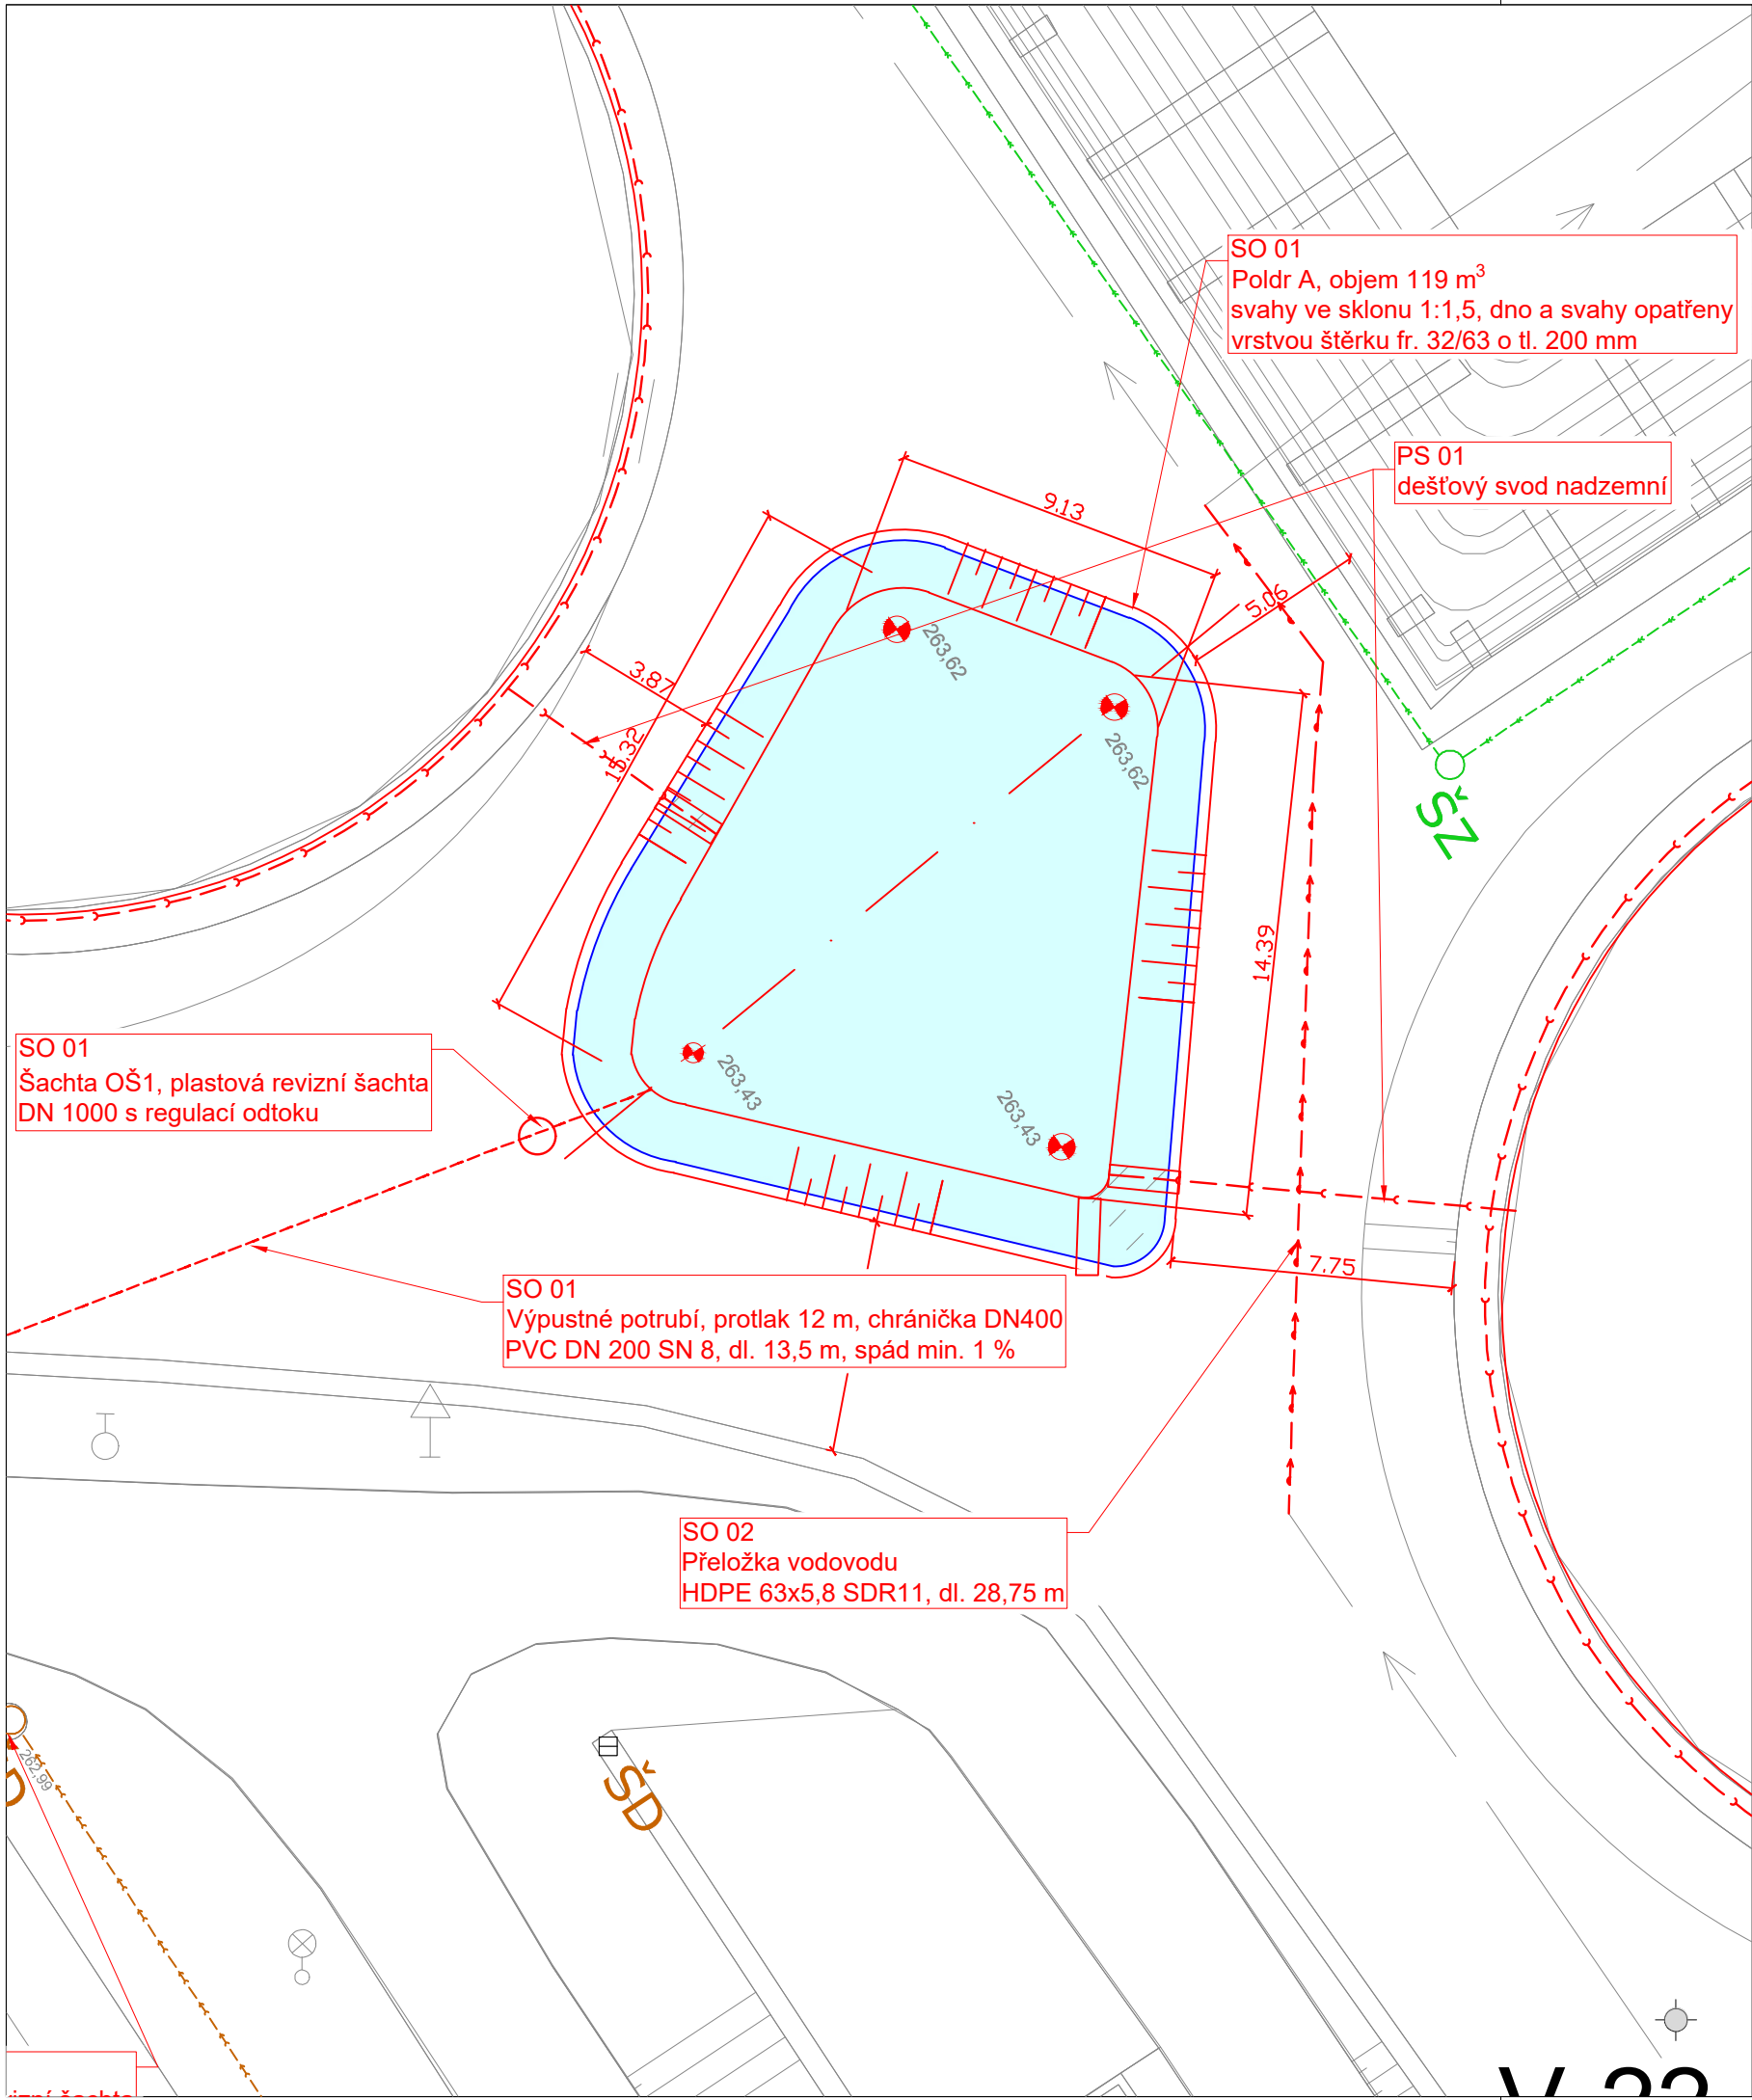 SO 01
Poldr A, objem 119 m³
svahy ve sklonu 1:1,5, dno a svahy opatřeny
vrstvou štěrku fr. 32/63 o tl. 200 mm
PS 01
dešťový svod nadzemní
9.13
5.06
263,62
3.87
15.32
263,62
ŠZ
14.39
SO 01
Šachta OŠ1, plastová revizní šachta
DN 1000 s regulací odtoku
263,43
263,43
7.75
SO 01
Výpustné potrubí, protlak 12 m, chránička DN400
PVC DN 200 SN 8, dl. 13,5 m, spád min. 1 %
SO 02
Přeložka vodovodu
HDPE 63x5,8 SDR11, dl. 28,75 m
262,99
D
ŠD